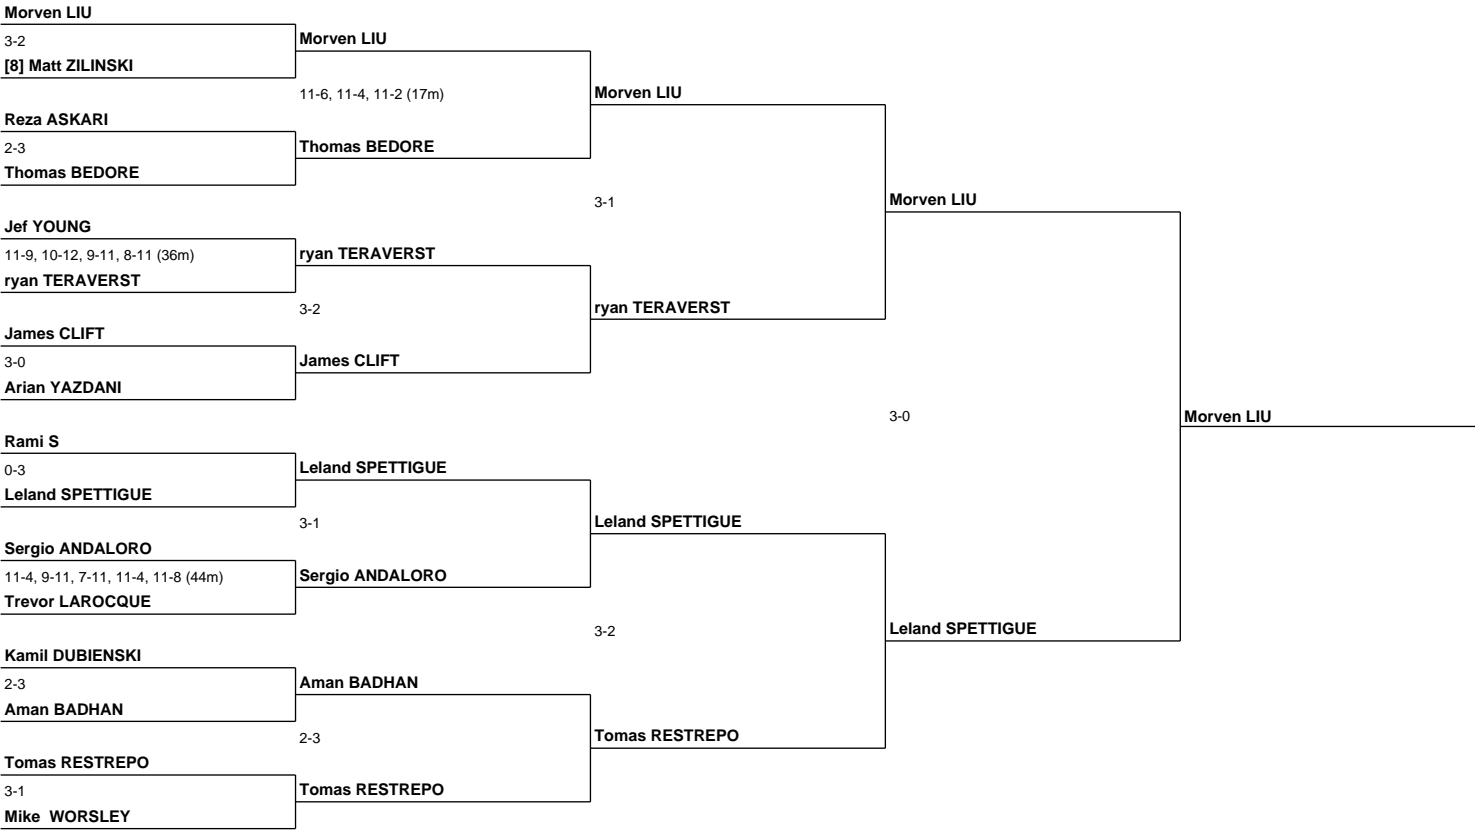 Morven LIU
3-2
[8] Matt ZILINSKI
Reza ASKARI
2-3
Thomas BEDORE
Jef YOUNG
11-9, 10-12, 9-11, 8-11 (36m)
ryan TERAVERST
James CLIFT
3-0
Arian YAZDANI
Rami S
0-3
Leland SPETTIGUE
Sergio ANDALORO
11-4, 9-11, 7-11, 11-4, 11-8 (44m)
Trevor LAROCQUE
Kamil DUBIENSKI
2-3
Aman BADHAN
Tomas RESTREPO
3-1
Mike  WORSLEY
Morven LIU
11-6, 11-4, 11-2 (17m)
Thomas BEDORE
ryan TERAVERST
3-2
James CLIFT
Leland SPETTIGUE
3-1
Sergio ANDALORO
Aman BADHAN
2-3
Tomas RESTREPO
Morven LIU
3-1
ryan TERAVERST
Leland SPETTIGUE
3-2
Tomas RESTREPO
Morven LIU
3-0
Leland SPETTIGUE
Morven LIU